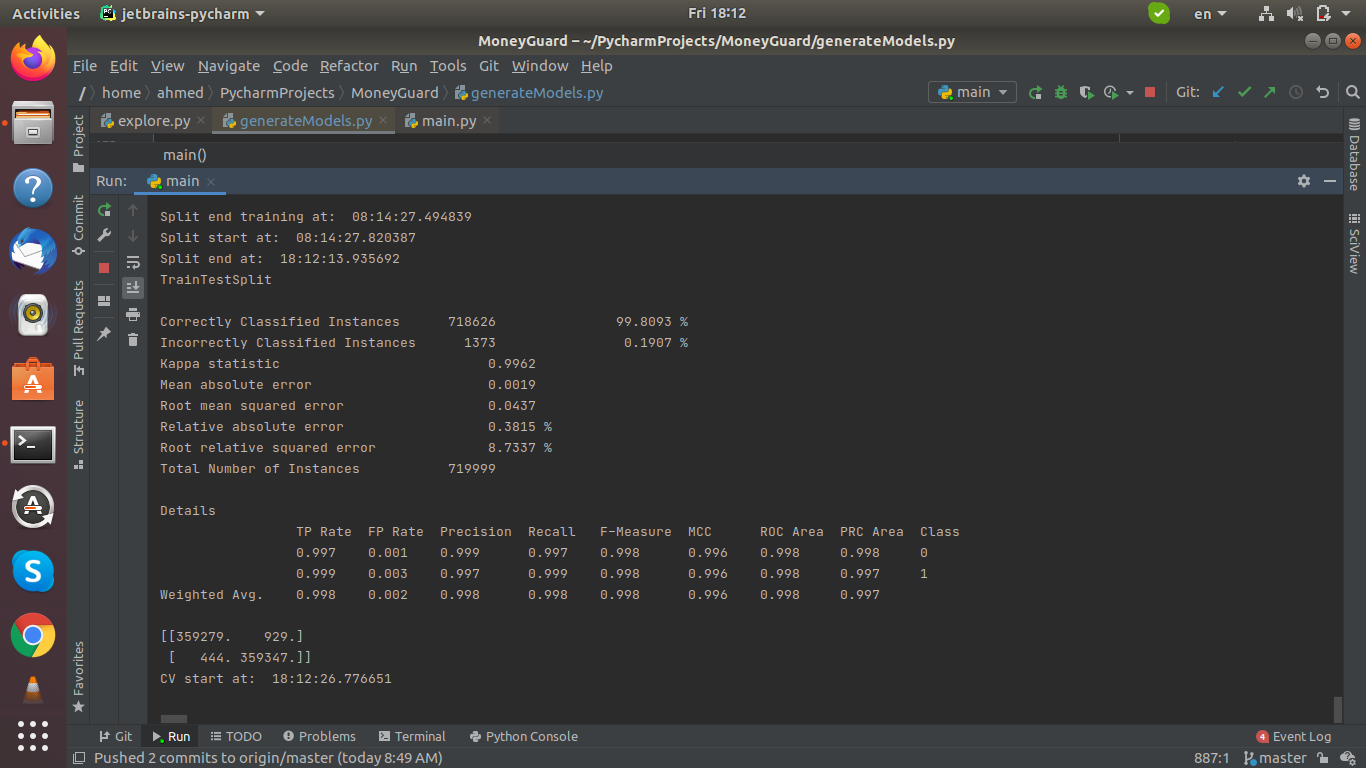 Activities jetbrains-pycharm Fri 18:12 en
MoneyGuard – ~/PycharmProjects/MoneyGuard/generateModels.py
File Edit View Navigate Code Refactor Run Tools Git Window Help
/ home ahmed PycharmProjects MoneyGuard generateModels.py main Git:
explore.py generateModels.py main.py
main()
Run: main
Project
Commit
Pull Requests
Structure
Favorites
Database
SciView
Split end training at:  08:14:27.494839
Split start at:  08:14:27.820387
Split end at:  18:12:13.935692
TrainTestSplit
Correctly Classified Instances      718626               99.8093 %
Incorrectly Classified Instances      1373                0.1907 %
Kappa statistic                          0.9962
Mean absolute error                      0.0019
Root mean squared error                  0.0437
Relative absolute error                  0.3815 %
Root relative squared error              8.7337 %
Total Number of Instances           719999
Details
TP Rate  FP Rate  Precision  Recall   F-Measure  MCC      ROC Area  PRC Area  Class
0.997    0.001    0.999      0.997    0.998      0.996    0.998     0.998     0
0.999    0.003    0.997      0.999    0.998      0.996    0.998     0.997     1
Weighted Avg.    0.998    0.002    0.998      0.998    0.998      0.996    0.998     0.997
[[359279.    929.]
[   444. 359347.]]
CV start at:  18:12:26.776651
Git Run TODO Problems Terminal Python Console 4 Event Log
Pushed 2 commits to origin/master (today 8:49 AM) 887:1 master